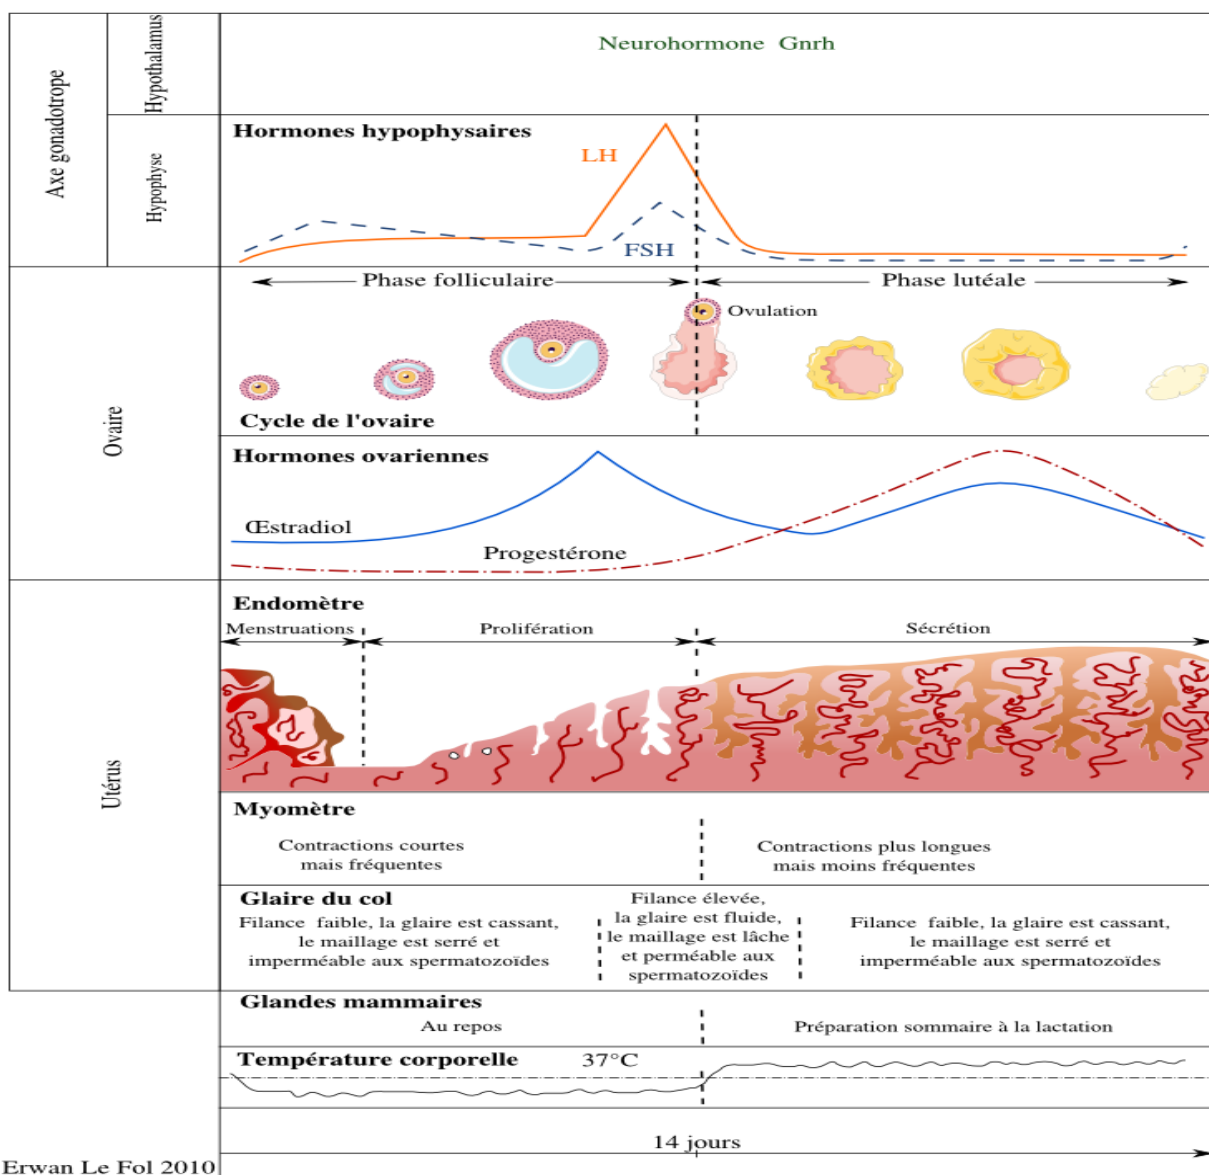 Axe gonadotrope
Hypothalamus
Neurohormone Gnrh
Hypophyse
Hormones hypophysaires
LH
FSH
Ovaire
Phase folliculaire
Phase lutéale
Ovulation
Cycle de l'ovaire
Hormones ovariennes
Œstradiol
Progestérone
Utérus
Endomètre
Menstruations
Prolifération
Sécrétion
Myomètre
Contractions courtes
mais fréquentes
Contractions plus longues
mais moins fréquentes
Glaire du col
Filance faible, la glaire est cassant,
le maillage est serré et
imperméable aux spermatozoïdes
Filance élevée,
la glaire est fluide,
le maillage est lâche
et perméable aux
spermatozoïdes
Filance faible, la glaire est cassant,
le maillage est serré et
imperméable aux spermatozoïdes
Glandes mammaires
Au repos
Préparation sommaire à la lactation
Température corporelle
37°C
14 jours
Erwan Le Fol 2010